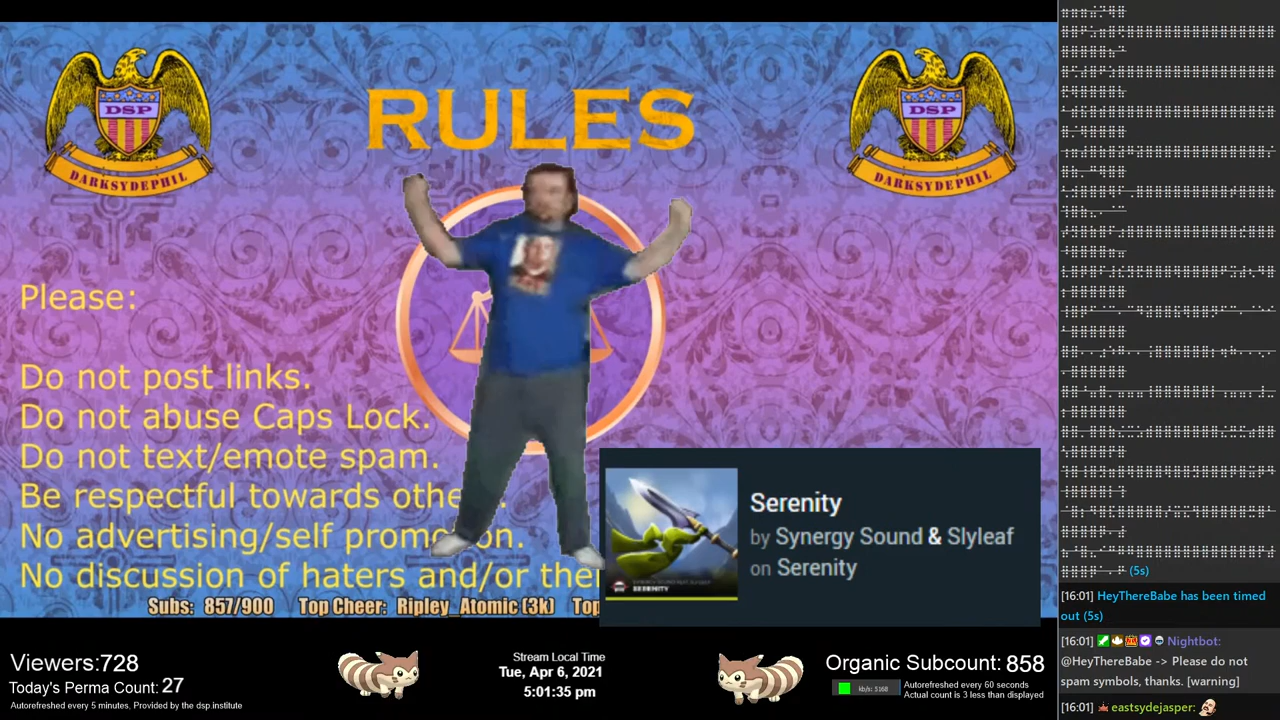 DSP
DARKSYDEPHIL
RULES
DSP
DARKSYDEPHIL
Please:
Do not post links.
Do not abuse Caps Lock.
Do not text/emote spam.
Be respectful towards othe
No advertising/self promo on.
No discussion of haters and/or thei
Subs: 857/900 Top Cheer: Ripley_Atomic (3k) Top
Serenity
by Synergy Sound & Slyleaf
on Serenity
SERENITY
Viewers:728
Today's Perma Count: 27
Autorefreshed every 5 minutes, Provided by the dsp.institute
Stream Local Time
Tue, Apr 6, 2021
5:01:35 pm
Organic Subcount: 858
kb/s: 5168
Autorefreshed every 60 seconds
Actual count is 3 less than displayed
(5s)
[16:01] HeyThereBabe has been timed
out (5s)
[16:01] Nightbot:
@HeyThereBabe -> Please do not
spam symbols, thanks. [warning]
[16:01] eastsydejasper: